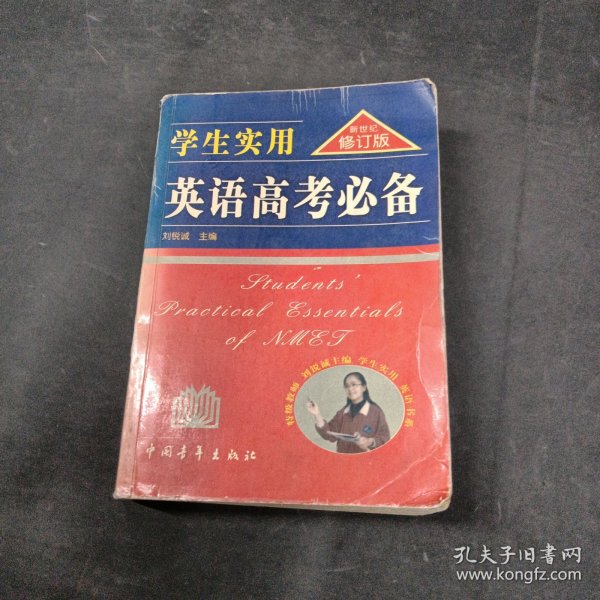 学生实用
新世纪
修订版
英语高考必备
刘锐诚 主编
Students'
Practical Essentials
of NMET
特级教师 刘锐诚主编 学生实用 英语书系
中国青年出版社
孔夫子旧书网
www.kongfz.com